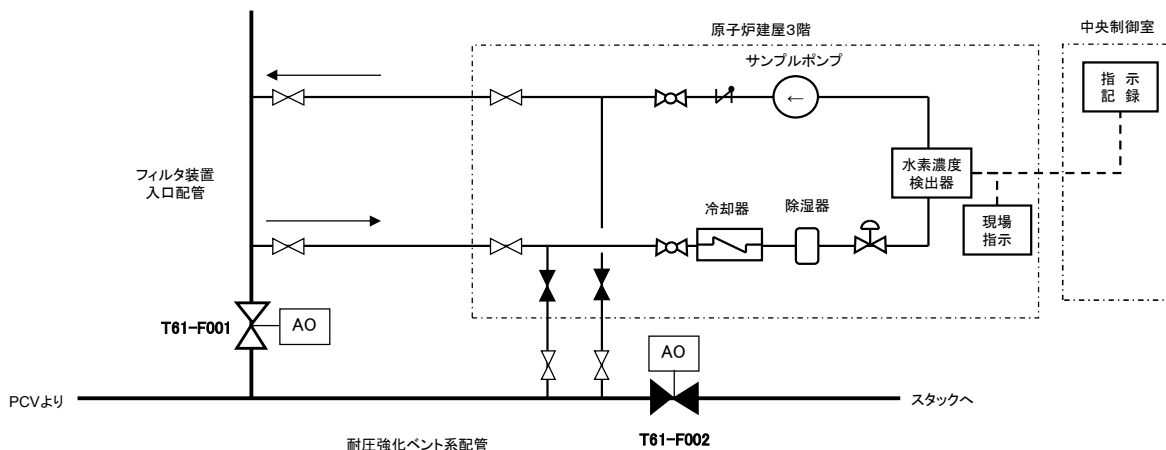 原子炉建屋3階
中央制御室
サンプルポンプ
←
指 示
記 録
水素濃度
検出器
フィルタ装置
入口配管
冷却器
除湿器
現場
指示
T61-F001
AO
AO
PCVより
スタックへ
T61-F002
耐圧強化ベント系配管